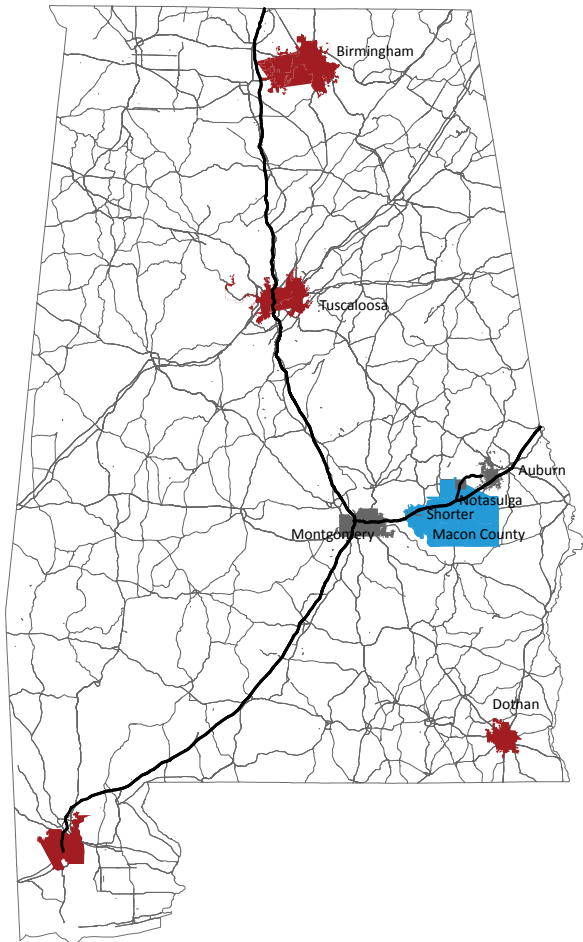 Birmingham
Tuscaloosa
Auburn
Notasulga
Shorter
Montgomery
Macon County
Dothan